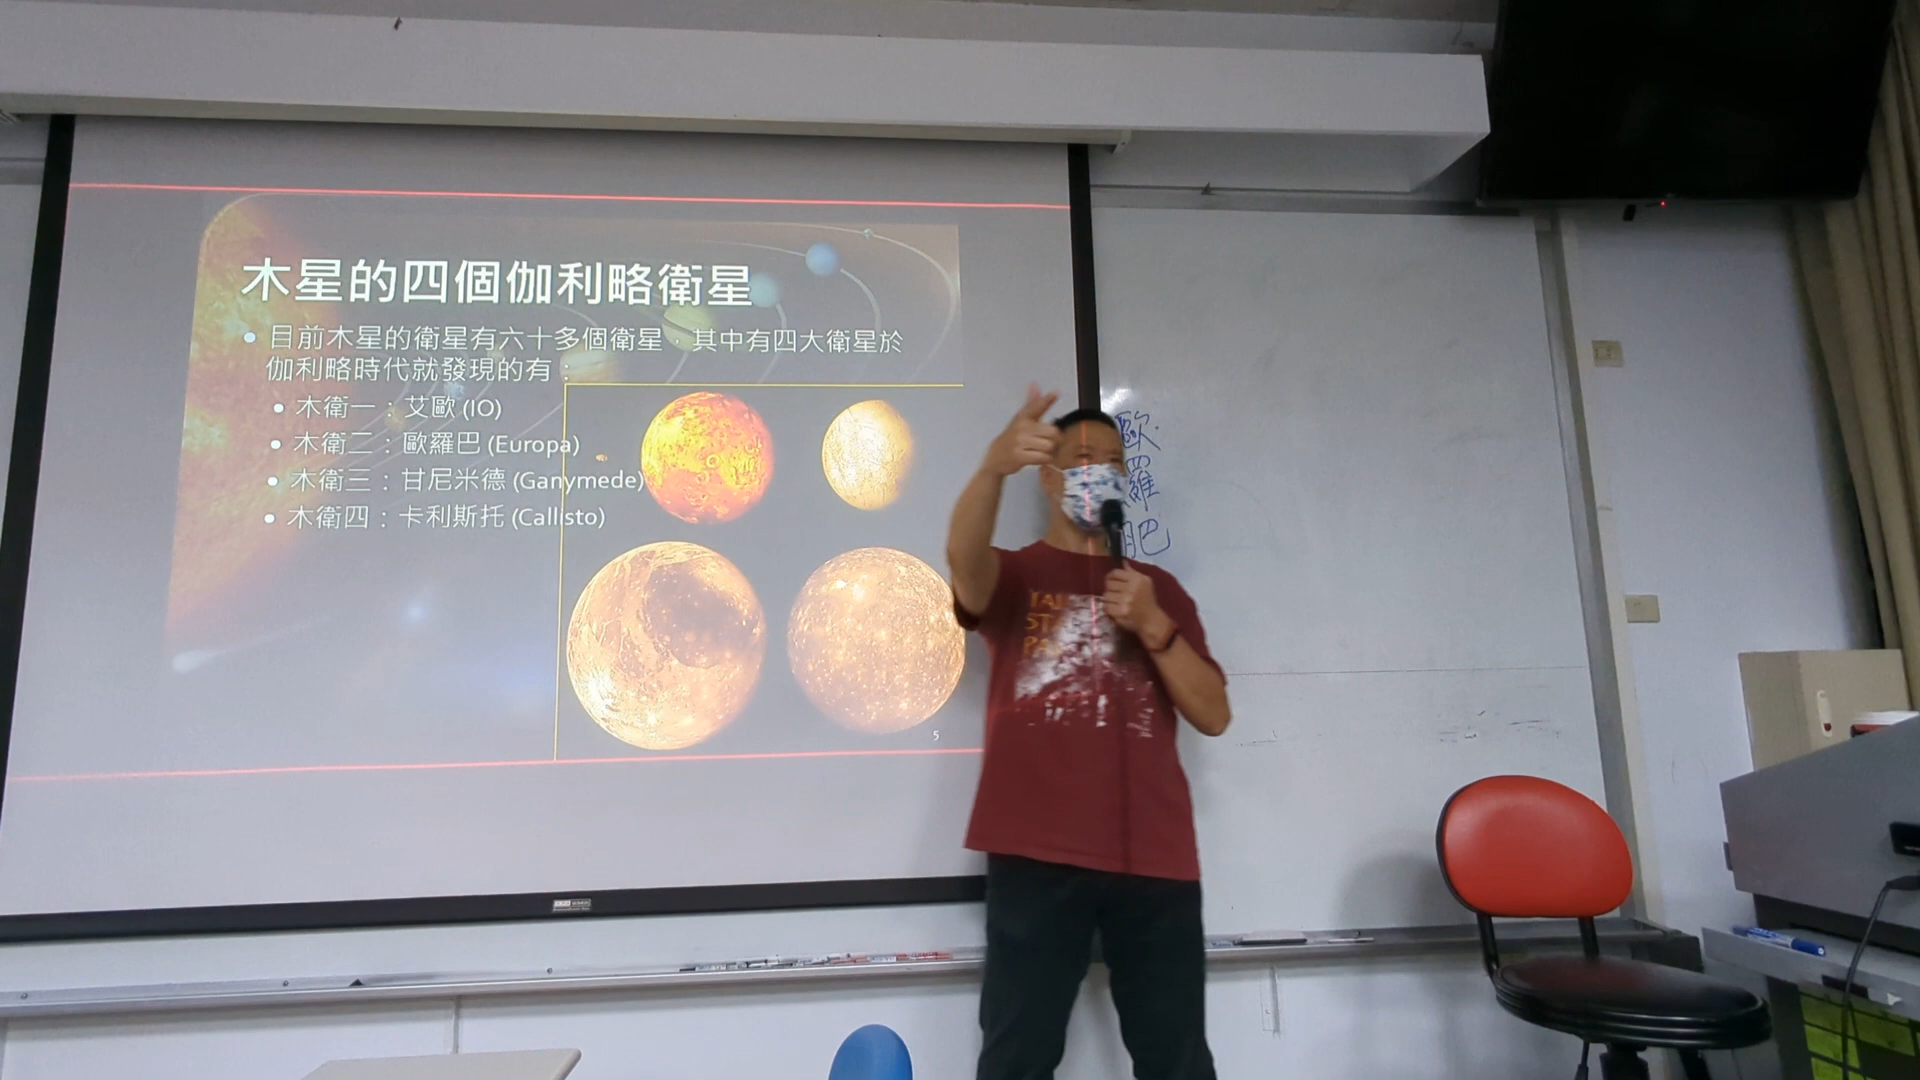 木星的四個伽利略衛星
• 目前木星的衛星有六十多個衛星，其中有四大衛星於
伽利略時代就發現的有：
• 木衛一：艾歐 (IO)
• 木衛二：歐羅巴 (Europa)
• 木衛三：甘尼米德 (Ganymede)
• 木衛四：卡利斯托 (Callisto)
5
歐
羅
肥